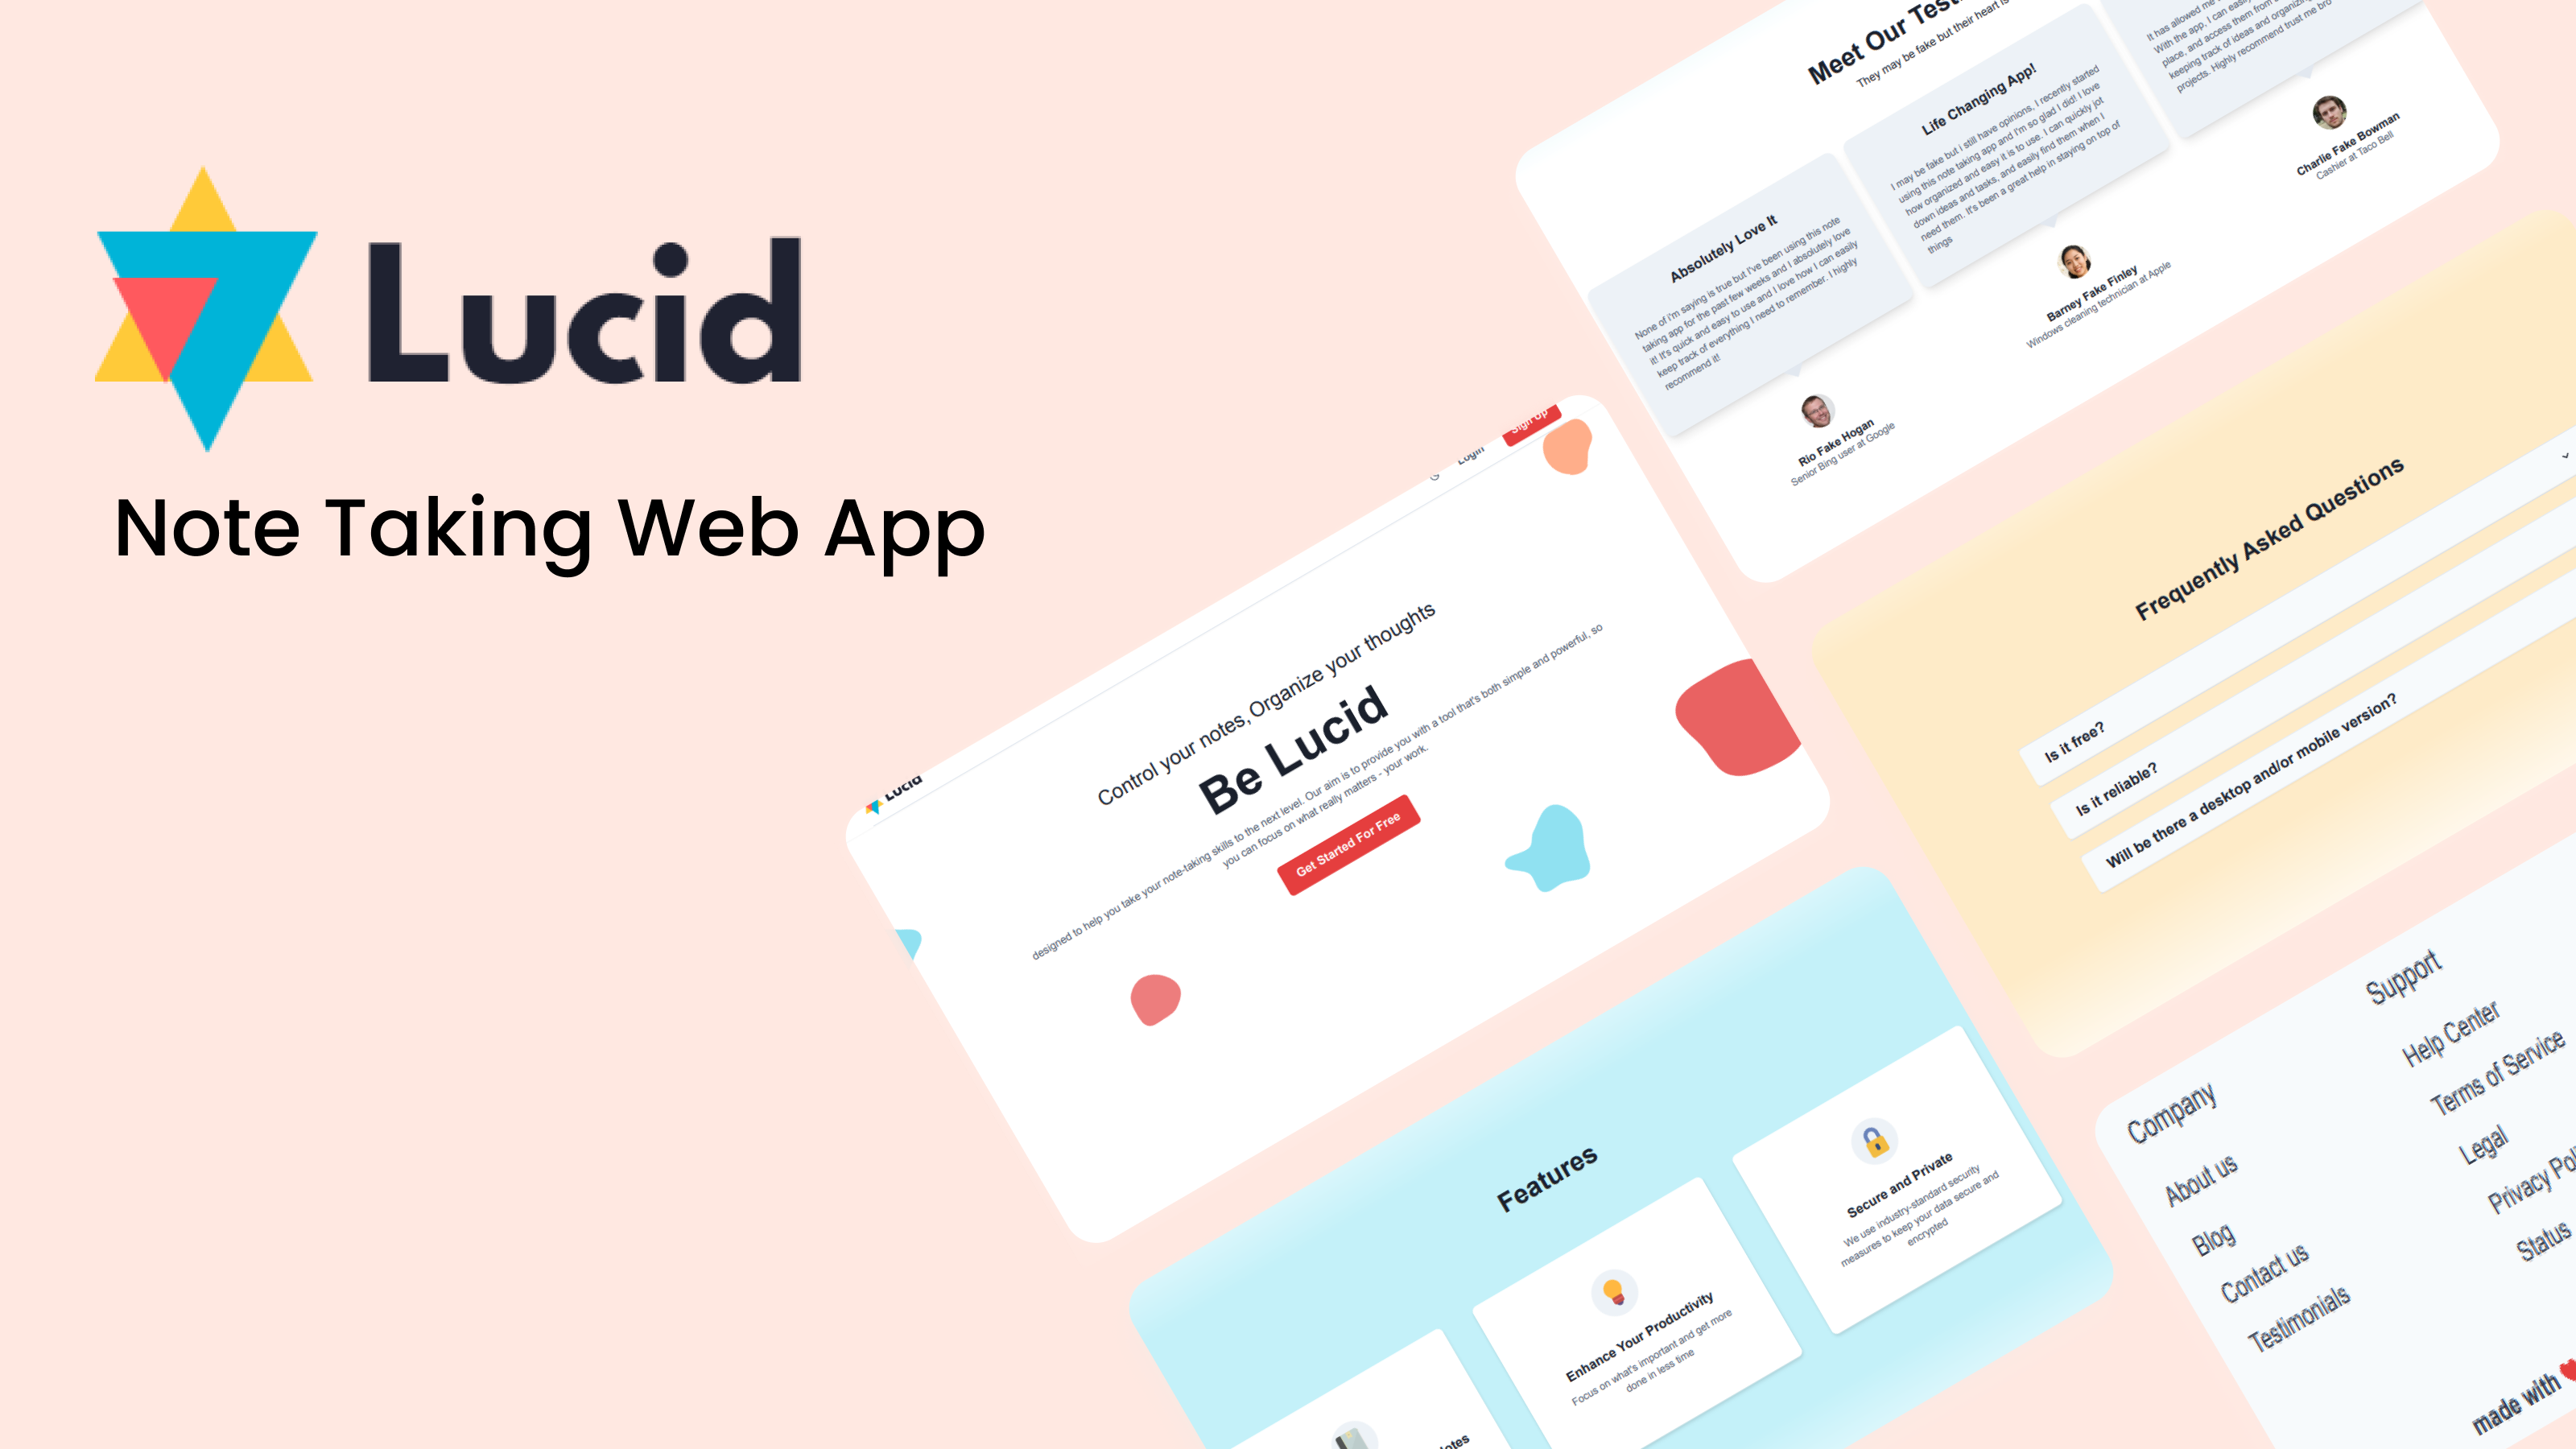 Lucid
Note Taking Web App
Lucid
Login
Sign Up
Control your notes, Organize your thoughts
Be Lucid
designed to help you take your note-taking skills to the next level. Our aim is to provide you with a tool that's both simple and powerful, so
you can focus on what really matters - your work.
Get Started For Free
Meet Our
They may be fake but their heart is
Absolutely Love It
None of i'm saying is true but I've been using this note
taking app for the past few weeks and I absolutely love
it! It's quick and easy to use and I love how I can easily
keep track of everything I need to remember. I highly
recommend it!
Rio Fake Hogan
Senior Bing user at Google
Life Changing App!
I may be fake but I still have opinions. I recently started
using this note taking app and I'm so glad I did! I love
how organized and easy it is to use. I can quickly jot
down ideas and tasks, and easily find them when I
need them. It's been a great help in staying on top of
things
Barney Fake Finley
Windows cleaning technician at Apple
It has allowed me
With the app, I can
place, and access them from
keeping track of ideas and
projects. Highly recommend trust me bro
Charlie Fake Bowman
Cashier at Taco Bell
Frequently Asked Questions
Is it free?
Is it reliable?
Will be there a desktop and/or mobile version?
Features
Enhance Your Productivity
Focus on what's important and get more
done in less time
Secure and Private
We use industry-standard security
measures to keep your data secure and
encrypted
Company
About us
Blog
Contact us
Testimonials
Support
Help Center
Terms of Service
Legal
Privacy
Status
made with